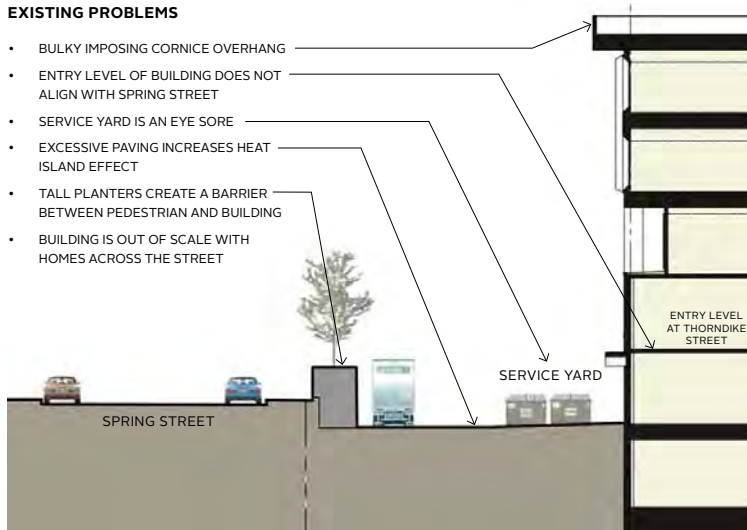 EXISTING PROBLEMS
• BULKY IMPOSING CORNICE OVERHANG
• ENTRY LEVEL OF BUILDING DOES NOT
ALIGN WITH SPRING STREET
• SERVICE YARD IS AN EYE SORE
• EXCESSIVE PAVING INCREASES HEAT
ISLAND EFFECT
• TALL PLANTERS CREATE A BARRIER
BETWEEN PEDESTRIAN AND BUILDING
• BUILDING IS OUT OF SCALE WITH
HOMES ACROSS THE STREET
ENTRY LEVEL
AT THORNDIKE
STREET
SERVICE YARD
SPRING STREET